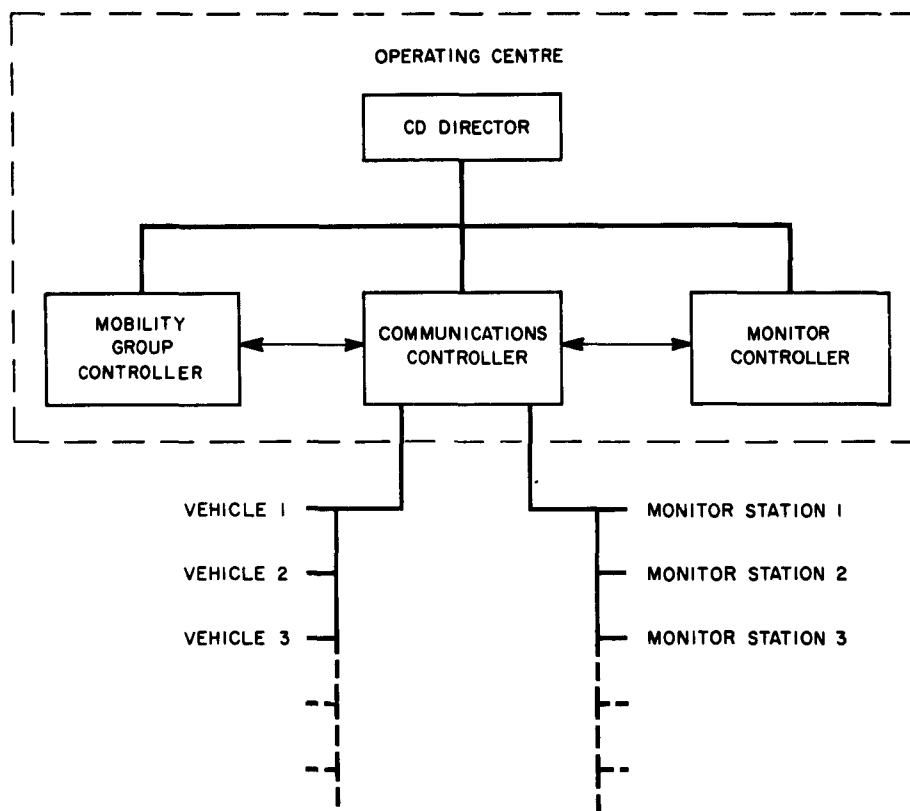 OPERATING CENTRE
CD DIRECTOR
MOBILITY
GROUP
CONTROLLER
COMMUNICATIONS
CONTROLLER
MONITOR
CONTROLLER
VEHICLE 1
MONITOR STATION 1
VEHICLE 2
MONITOR STATION 2
VEHICLE 3
MONITOR STATION 3